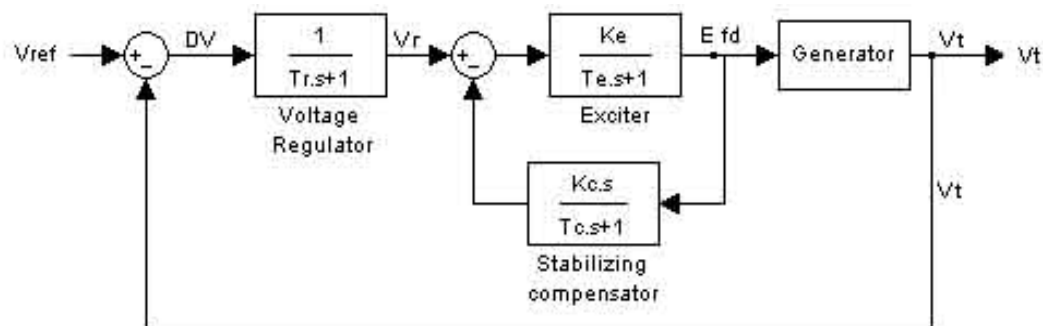 Vref
+
-
DV
1
Tr.s+1
Voltage
Regulator
Vr
+
-
Ke
Te.s+1
Exciter
E fd
Generator
Vt
Vt
Kc.s
Tc.s+1
Stabilizing
compensator
Vt